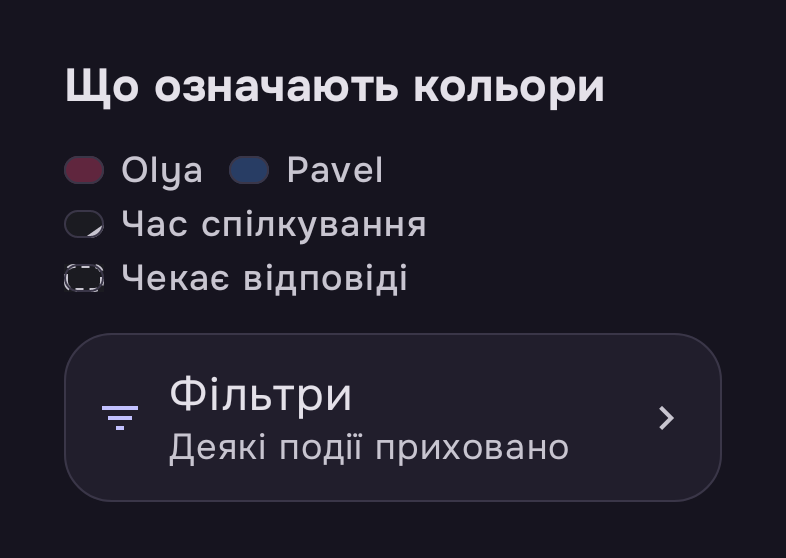 Що означають кольори
Olya Pavel
Час спілкування
Чекає відповіді
Фільтри
Деякі події приховано